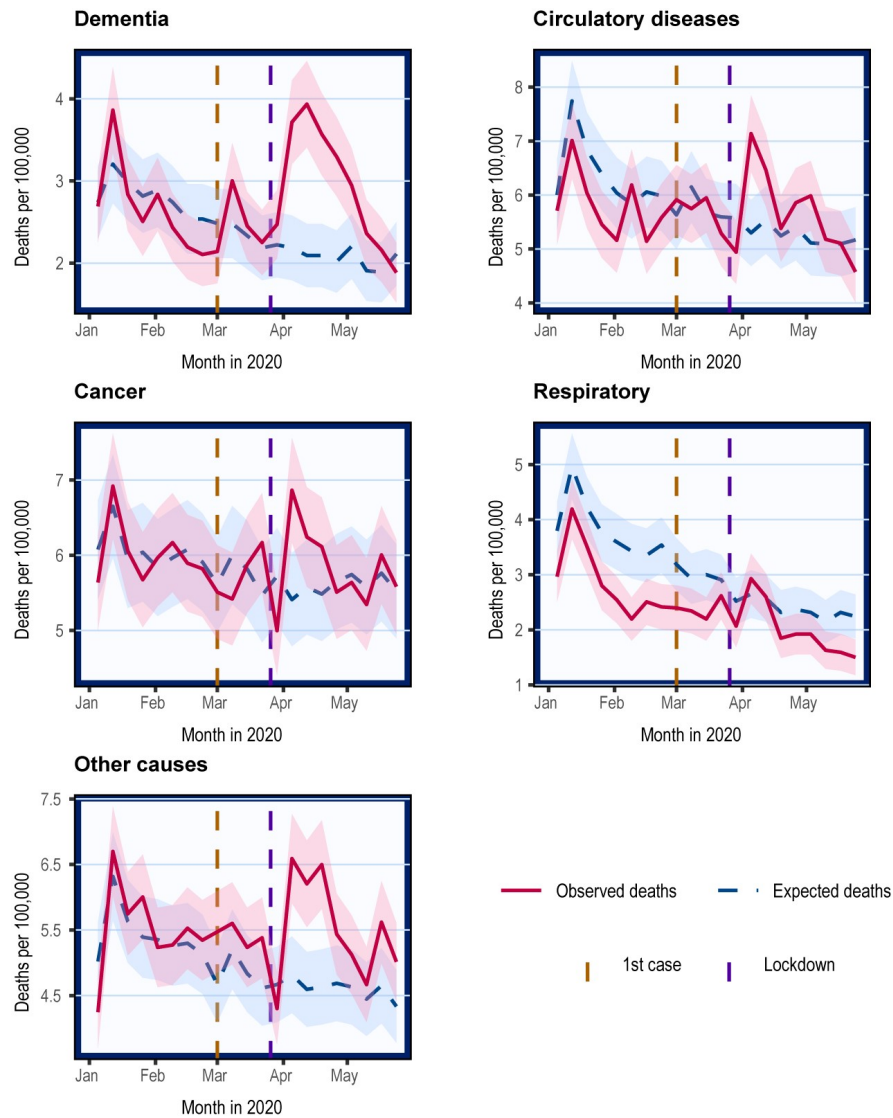 Dementia
Deaths per 100,000
4
3
2
Jan Feb Mar Apr May
Month in 2020
Circulatory diseases
Deaths per 100,000
8
7
6
5
4
Jan Feb Mar Apr May
Month in 2020
Cancer
Deaths per 100,000
7
6
5
Jan Feb Mar Apr May
Month in 2020
Respiratory
Deaths per 100,000
5
4
3
2
1
Jan Feb Mar Apr May
Month in 2020
Other causes
Deaths per 100,000
7.5
6.5
5.5
4.5
Jan Feb Mar Apr May
Month in 2020
Observed deaths Expected deaths
1st case Lockdown